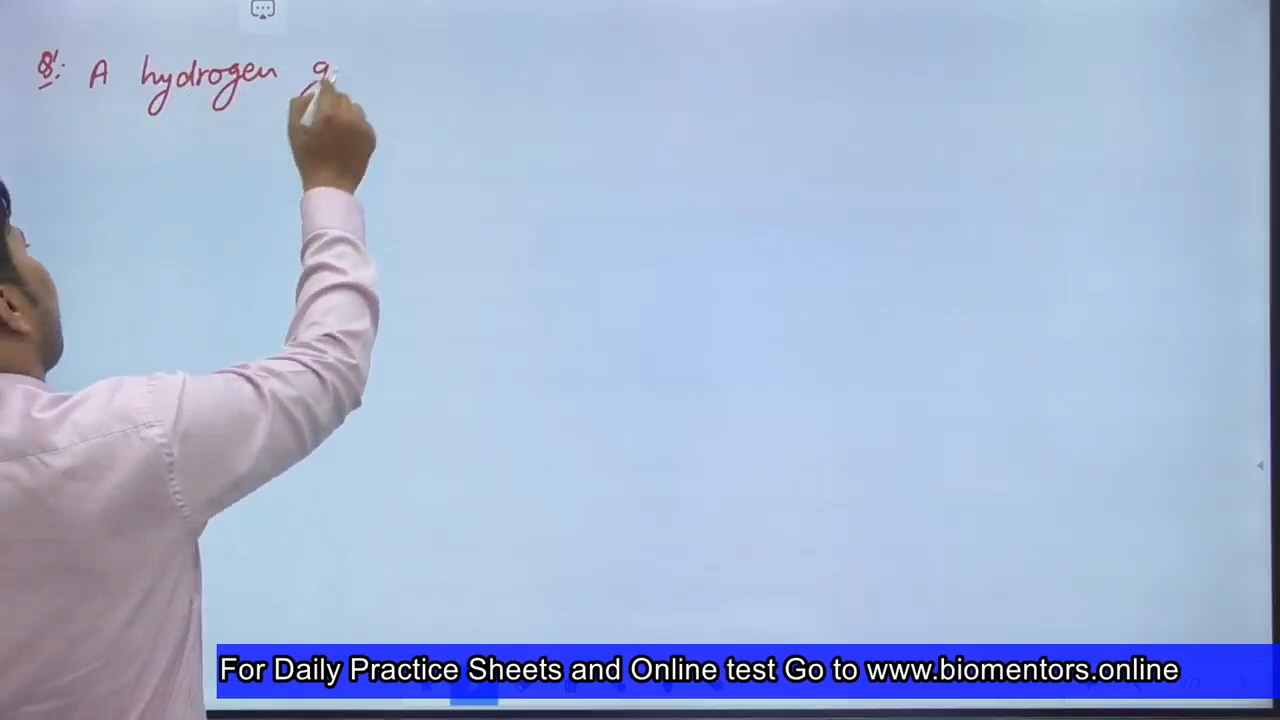 Q: A hydrogen g
For Daily Practice Sheets and Online test Go to www.biomentors.online